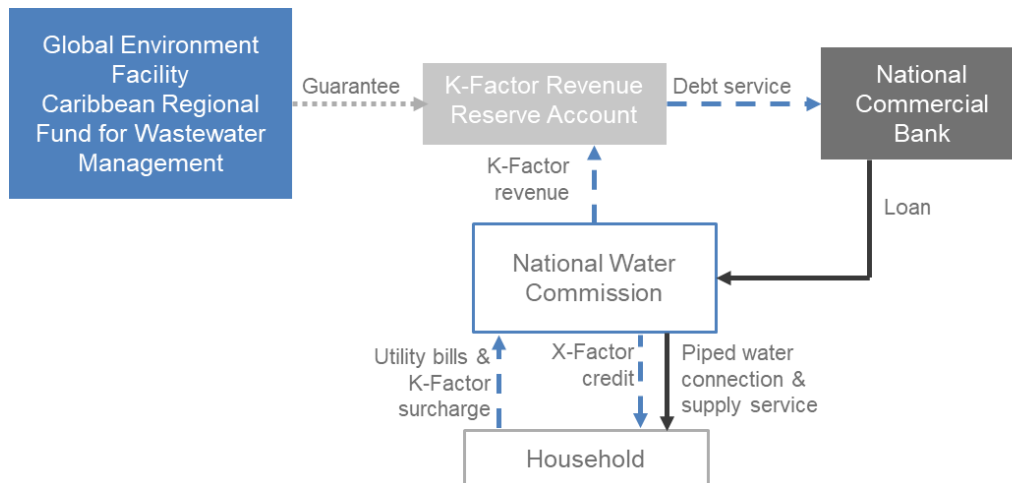 Global Environment
Facility
Caribbean Regional
Fund for Wastewater
Management
Guarantee
K-Factor Revenue
Reserve Account
Debt service
National
Commercial
Bank
K-Factor
revenue
Loan
National Water
Commission
Utility bills &
K-Factor
surcharge
X-Factor
credit
Piped water
connection &
supply service
Household